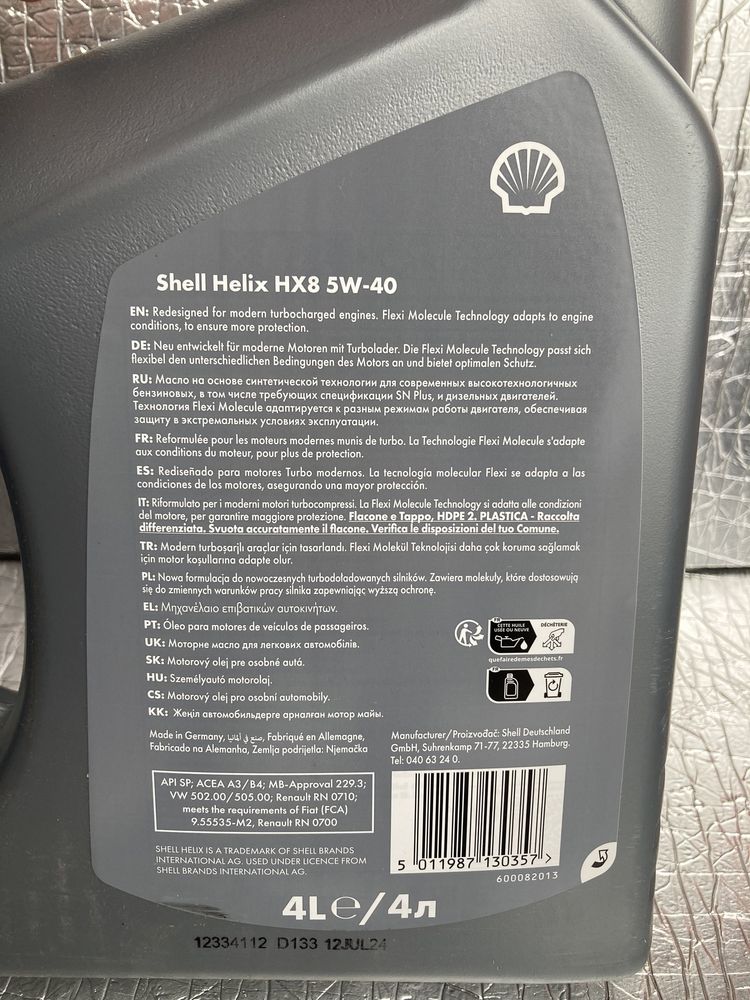 Shell Helix HX8 5W-40
EN: Redesigned for modern turbocharged engines. Flexi Molecule Technology adapts to engine
conditions, to ensure more protection.
DE: Neu entwickelt für moderne Motoren mit Turbolader. Die Flexi Molecule Technology passt sich
flexibel den unterschiedlichen Bedingungen des Motors an und bietet optimalen Schutz.
RU: Масло на основе синтетической технологии для современных высокотехнологичных
бензиновых, в том числе требующих спецификации SN Plus, и дизельных двигателей.
Технология Flexi Molecule адаптируется к разным режимам работы двигателя, обеспечивая
защиту в экстремальных условиях эксплуатации.
FR: Reformulée pour les moteurs modernes munis de turbo. La Technologie Flexi Molecule s'adapte
aux conditions du moteur, pour plus de protection.
ES: Rediseñado para motores Turbo modernos. La tecnología molecular Flexi se adapta a las
condiciones de los motores, asegurando una mayor protección.
IT: Riformulato per i moderni motori turbocompressi. La Flexi Molecule Technology si adatta alle condizioni
del motore, per garantire maggiore protezione. Flacone e Tappo, HDPE 2. PLASTICA - Raccolta
differenziata. Svuota accuratamente il flacone. Verifica le disposizioni del tuo Comune.
TR: Modern turboşarjlı araçlar için tasarlandı. Flexi Molekül Teknolojisi daha çok koruma sağlamak
için motor koşullarına adapte olur.
PL: Nowa formulacja do nowoczesnych turbodoładowanych silników. Zawiera molekuły, które dostosowują
się do zmiennych warunków pracy silnika zapewniając wyższą ochronę.
EL: Μηχανέλαιο επιβατικών αυτοκινήτων.
PT: Óleo para motores de veículos de passageiros.
UK: Моторне масло для легкових автомобілів.
SK: Motorový olej pre osobné autá.
HU: Személyautó motorolaj.
CS: Motorový olej pro osobní automobily.
KK: Жеңіл автомобильдерге арналған мотор майы.
FR
CETTE HUILE
USÉE OU NEUVE
DÉCHÈTERIE
quefairedemesdechets.fr
FR
Made in Germany, صنع في ألمانيا, Fabriqué en Allemagne,
Fabricado na Alemanha, Zemlja podrijetla: Njemačka
Manufacturer/Proizvođač: Shell Deutschland
GmbH, Suhrenkamp 71-77, 22335 Hamburg.
Tel: 040 63 24 0.
API SP; ACEA A3/B4; MB-Approval 229.3;
VW 502.00/505.00; Renault RN 0710;
meets the requirements of Fiat (FCA)
9.55535-M2, Renault RN 0700
SHELL HELIX IS A TRADEMARK OF SHELL BRANDS
INTERNATIONAL AG. USED UNDER LICENCE FROM
SHELL BRANDS INTERNATIONAL AG.
5 011987 130357 >
600082013
4L℮/4л
12334112 D133 12JUL24